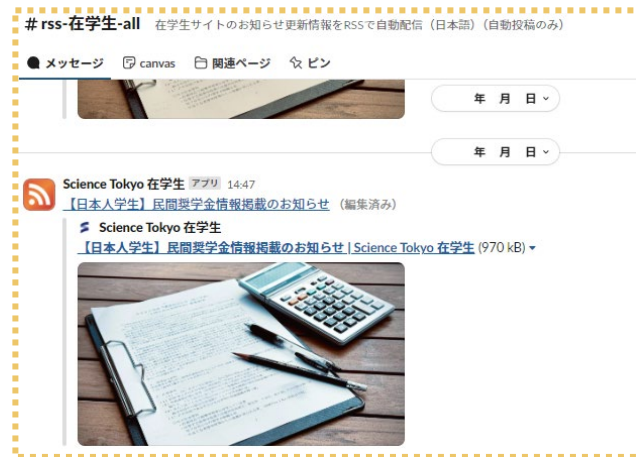 # rss-在学生-all 在学生サイトのお知らせ更新情報をRSSで自動配信（日本語）（自動投稿のみ）
メッセージ canvas 関連ページ ピン
年 月 日
年 月 日
Science Tokyo 在学生 アプリ 14:47
【日本人学生】民間奨学金情報掲載のお知らせ （編集済み）
Science Tokyo 在学生
【日本人学生】民間奨学金情報掲載のお知らせ | Science Tokyo 在学生 (970 kB)